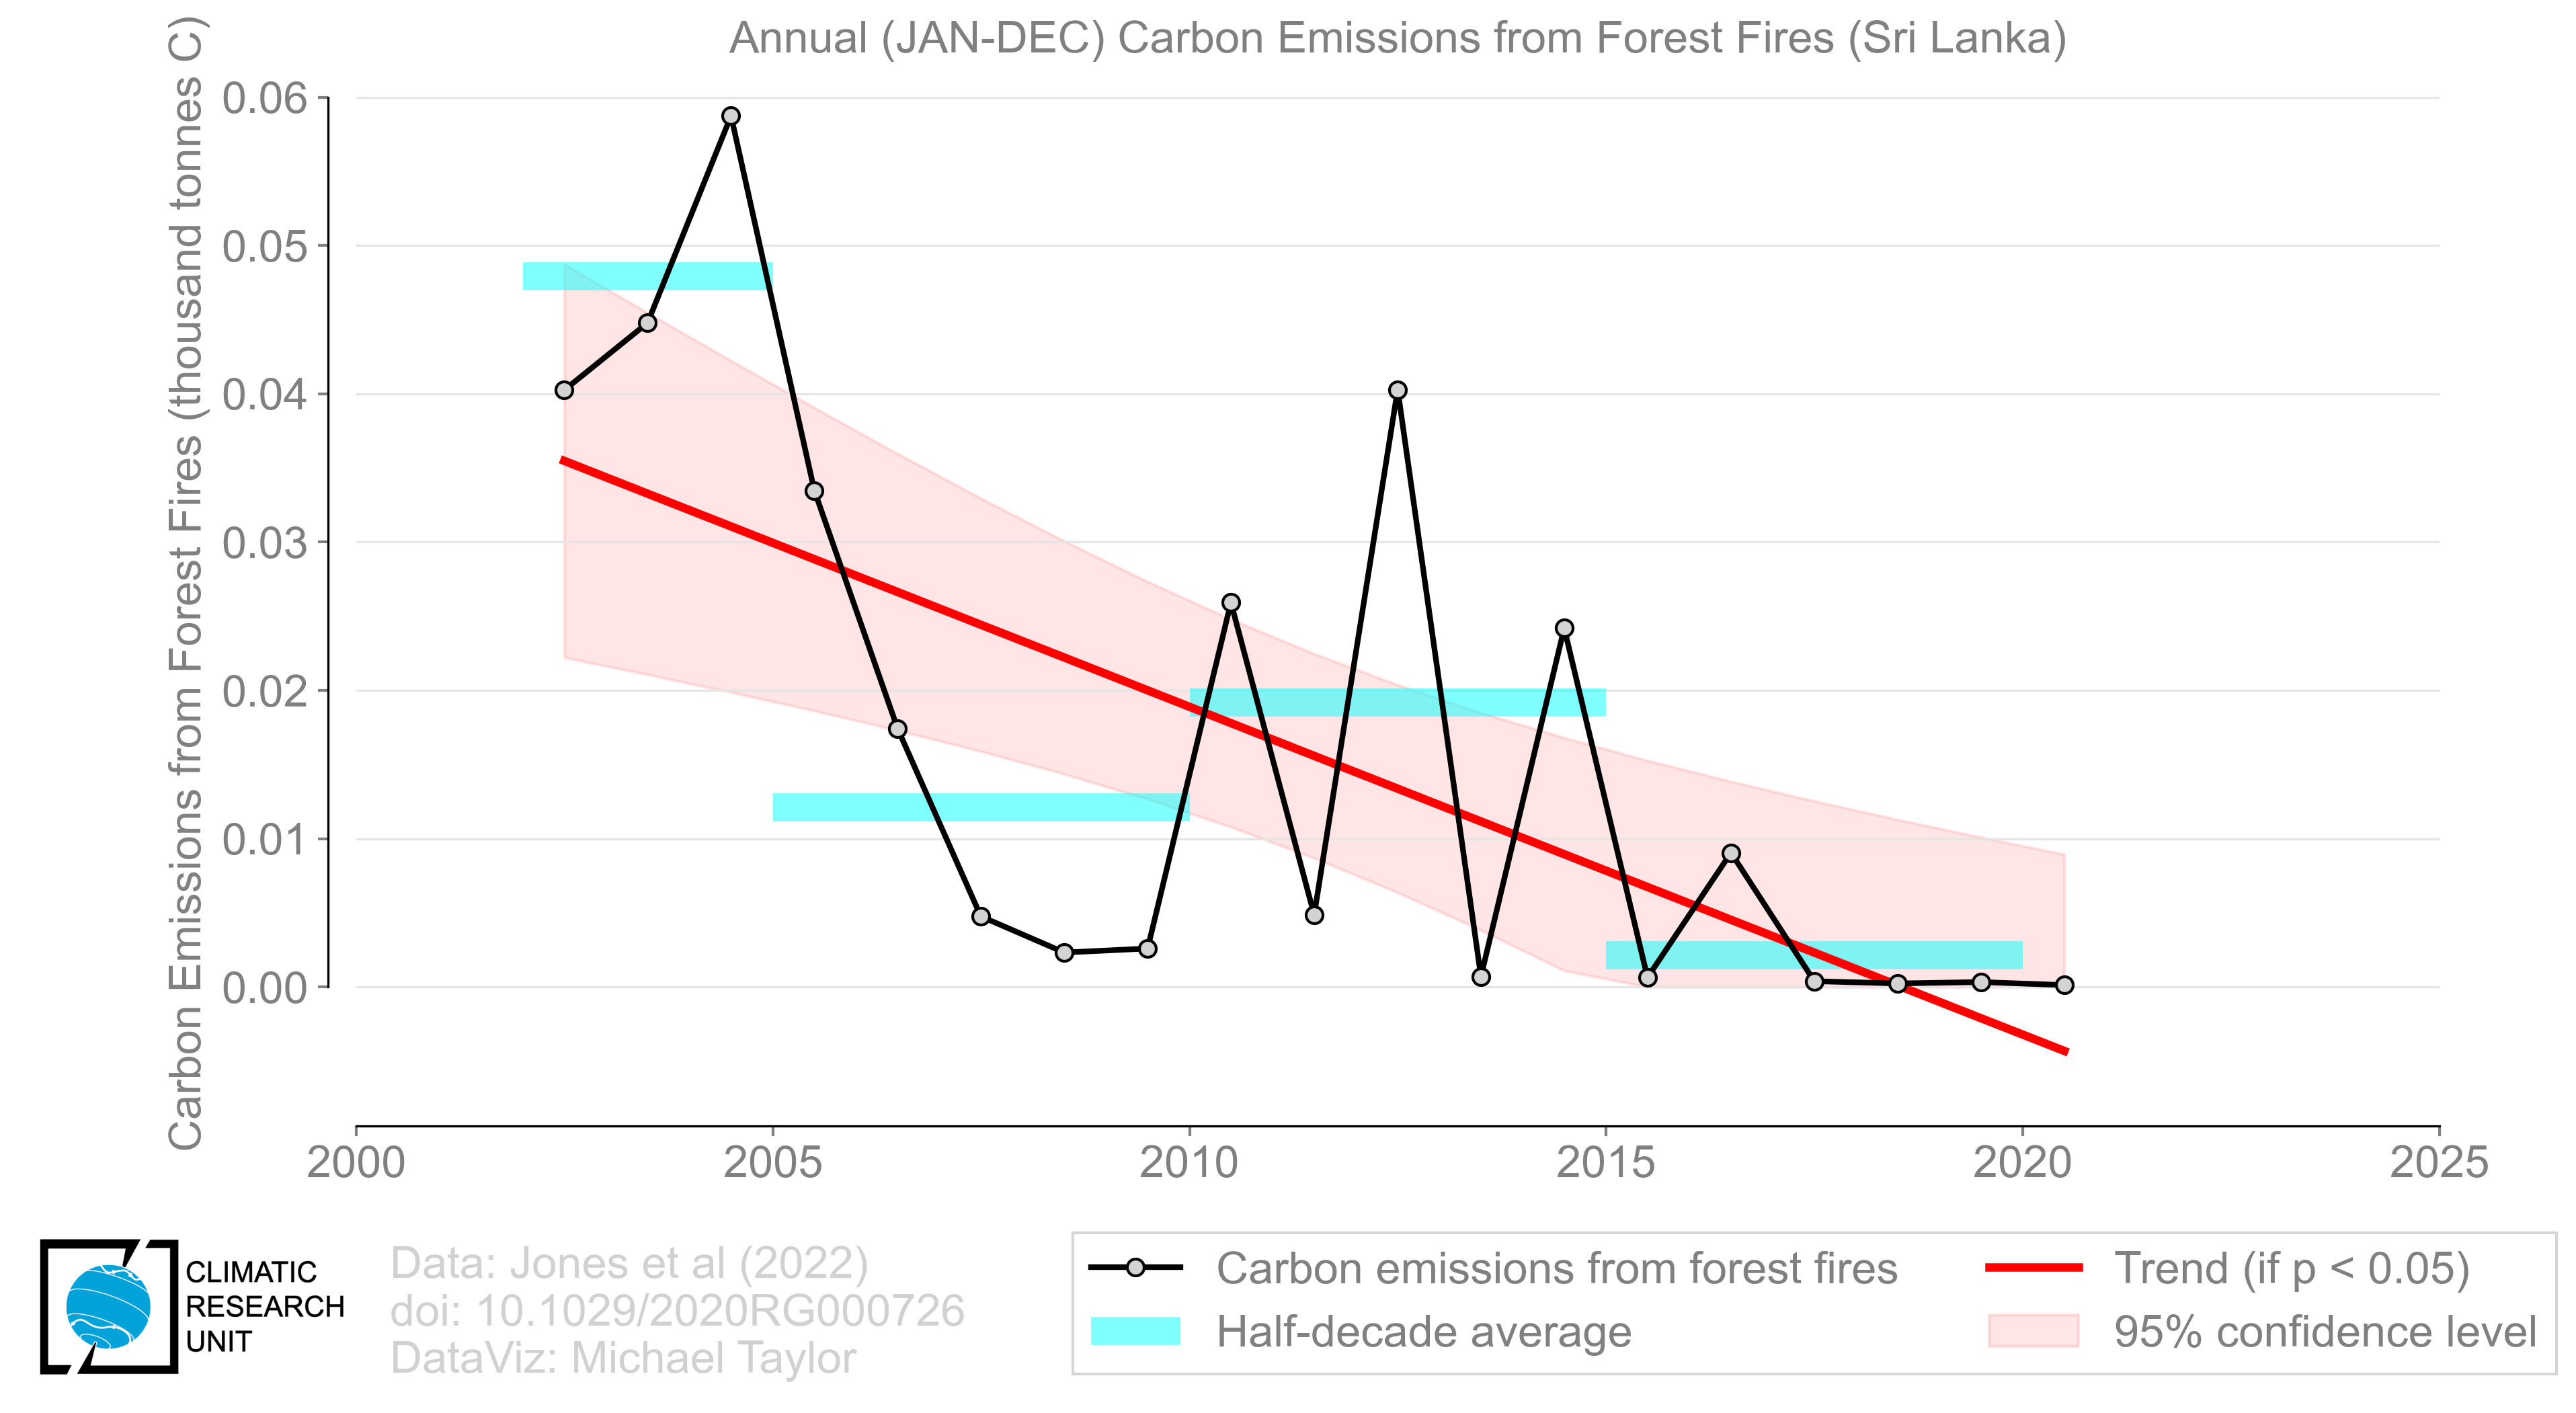 Annual (JAN-DEC) Carbon Emissions from Forest Fires (Sri Lanka)
Carbon Emissions from Forest Fires (thousand tonnes C)
0.06
0.05
0.04
0.03
0.02
0.01
0.00
2000 2005 2010 2015 2020 2025
CLIMATIC
RESEARCH
UNIT
Data: Jones et al (2022)
doi: 10.1029/2020RG000726
DataViz: Michael Taylor
Carbon emissions from forest fires
Half-decade average
Trend (if p < 0.05)
95% confidence level